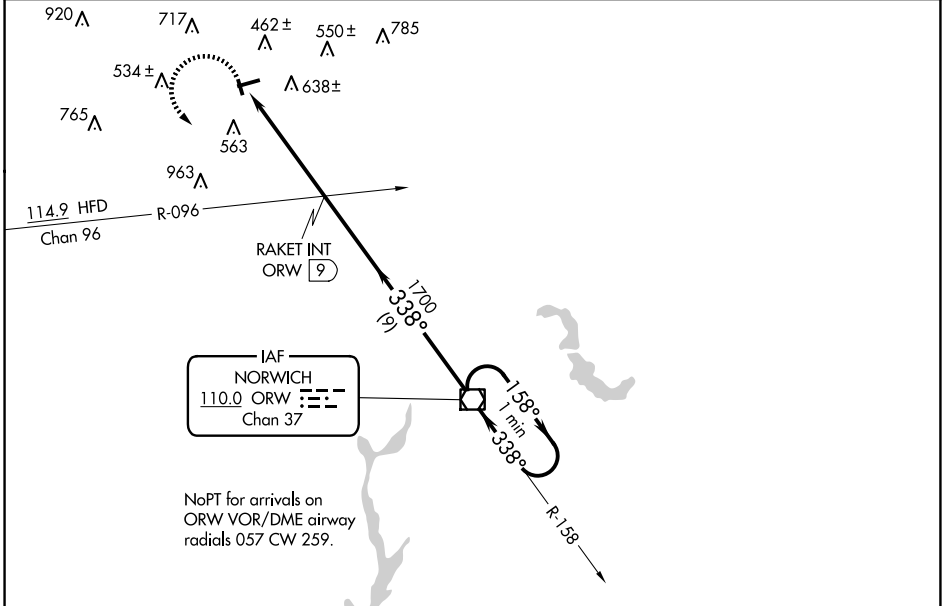 920
717
462 ±
550 ±
785
534 ±
638 ±
765
563
963
114.9 HFD
Chan 96
R-096
RAKET INT
ORW 9
1700
338°
(9)
IAF
NORWICH
110.0 ORW
Chan 37
158°
1 min
338°
R-158
NoPT for arrivals on
ORW VOR/DME airway
radials 057 CW 259.